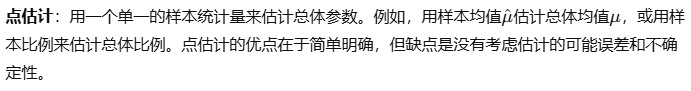 点估计：用一个单一的样本统计量来估计总体参数。例如，用样本均值μ̂估计总体均值μ，或用样
本比例来估计总体比例。点估计的优点在于简单明确，但缺点是没有考虑估计的可能误差和不确
定性。